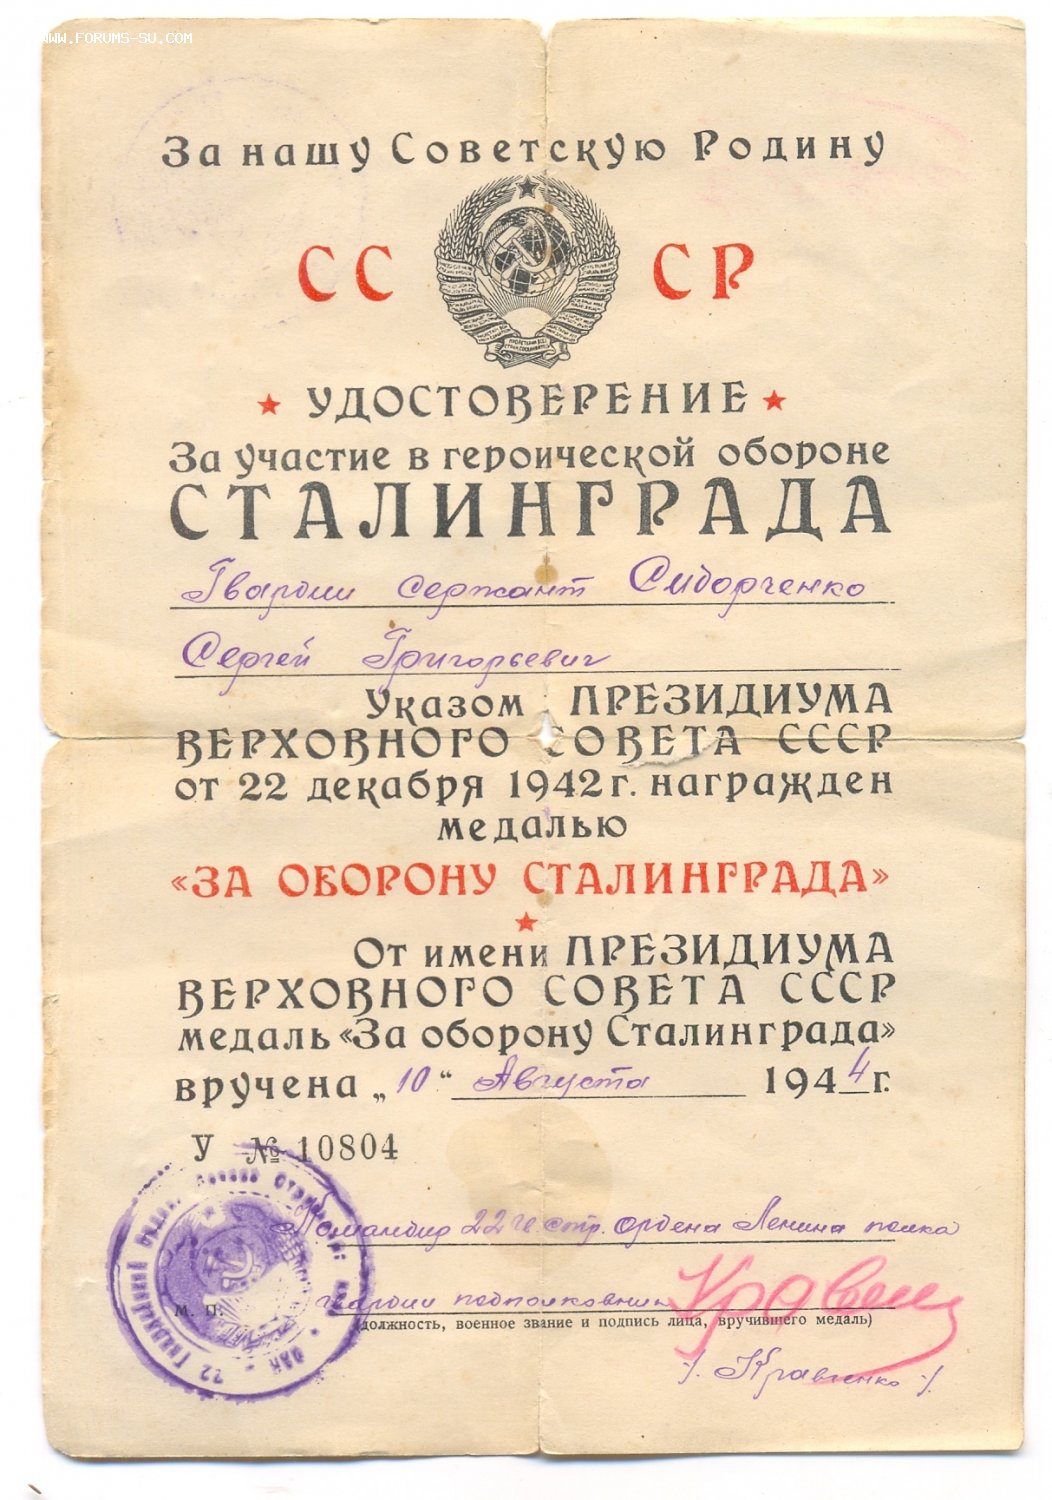 WWW.FORUMS-SU.COM
За нашу Советскую Родину
СС СР
УДОСТОВЕРЕНИЕ
За участие в героической обороне
СТАЛИНГРАДА
Гвардии сержант Сидорченко
Сергей Григорьевич
Указом ПРЕЗИДИУМА
ВЕРХОВНОГО СОВЕТА СССР
от 22 декабря 1942 г. награжден
медалью
«ЗА ОБОРОНУ СТАЛИНГРАДА»
От имени ПРЕЗИДИУМА
ВЕРХОВНОГО СОВЕТА СССР
медаль «За оборону Сталинграда»
вручена „10" Августа 1944 г.
У № 10804
Командир 22 гв. стр. ордена Ленина полка
М. П.
гвардии подполковник Кравчен
(должность, военное звание и подпись лица, вручившего медаль)
/. Кравченко ./.